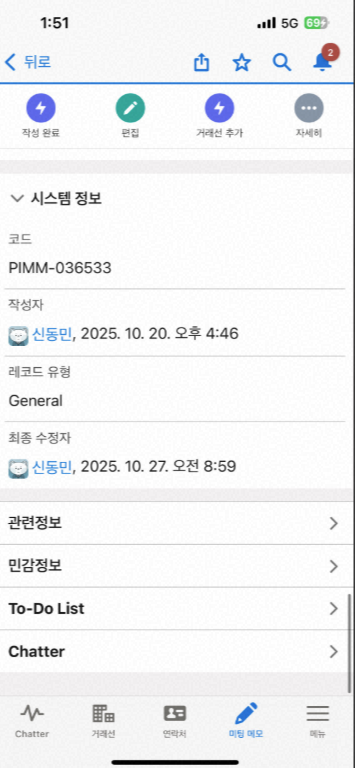 1:51
5G 69
뒤로
2
작성 완료
편집
거래선 추가
자세히
시스템 정보
코드
PIMM-036533
작성자
신동민, 2025. 10. 20. 오후 4:46
레코드 유형
General
최종 수정자
신동민, 2025. 10. 27. 오전 8:59
관련정보
민감정보
To-Do List
Chatter
Chatter
거래선
연락처
미팅 메모
메뉴